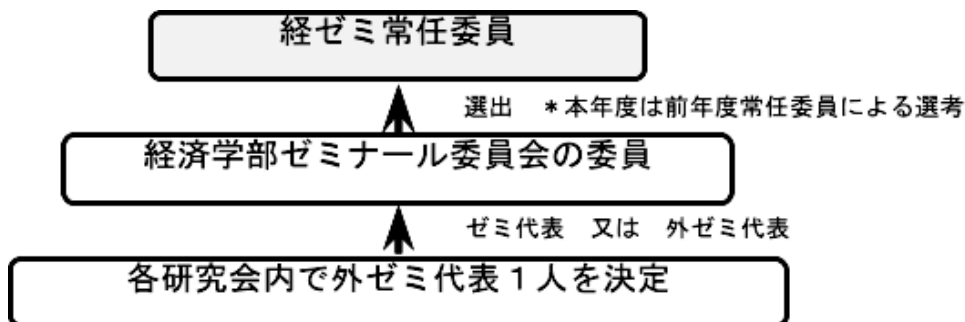 経ゼミ常任委員
選出　＊本年度は前年度常任委員による選考
経済学部ゼミナール委員会の委員
ゼミ代表　又は　外ゼミ代表
各研究会内で外ゼミ代表１人を決定